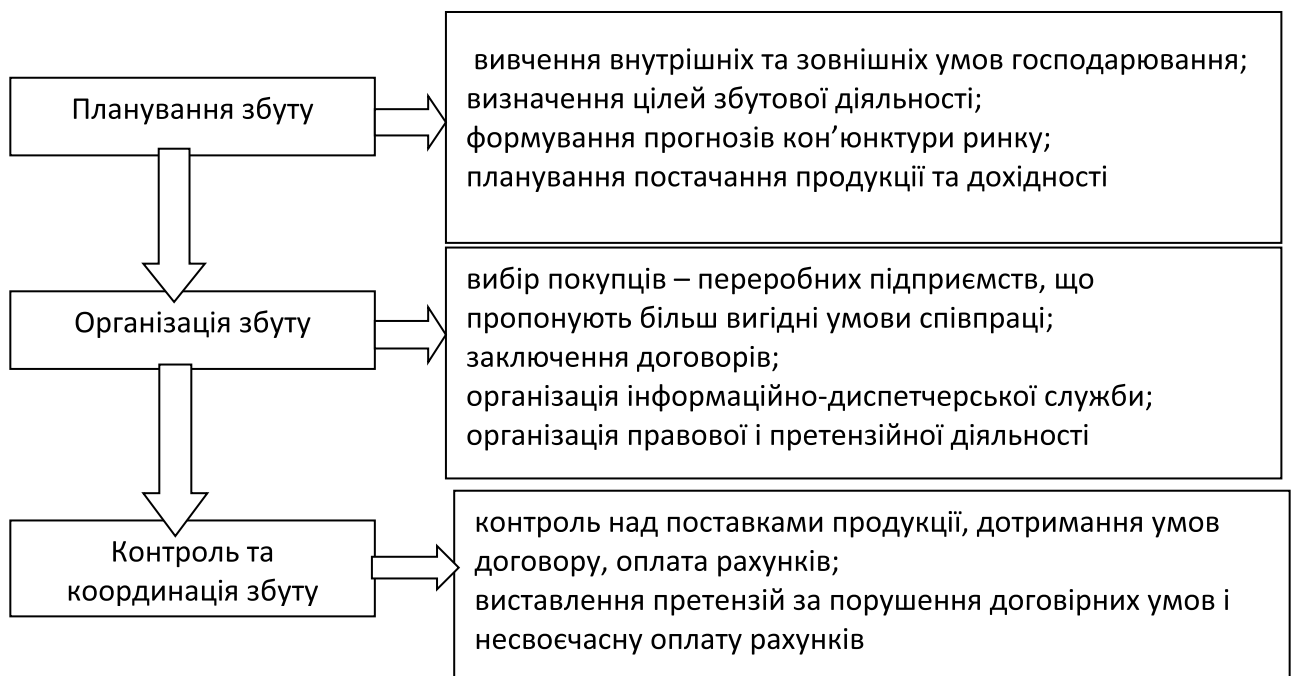 Планування збуту
вивчення внутрішніх та зовнішніх умов господарювання;
визначення цілей збутової діяльності;
формування прогнозів кон’юнктури ринку;
планування постачання продукції та дохідності
Організація збуту
вибір покупців – переробних підприємств, що
пропонують більш вигідні умови співпраці;
заключення договорів;
організація інформаційно-диспетчерської служби;
організація правової і претензійної діяльності
Контроль та
координація збуту
контроль над поставками продукції, дотримання умов
договору, оплата рахунків;
виставлення претензій за порушення договірних умов і
несвоєчасну оплату рахунків